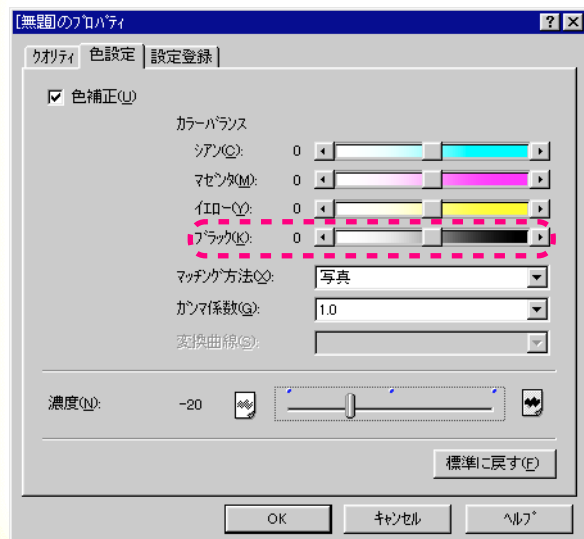 [無題]のﾌﾟﾛﾊﾟﾃｨ
ｸｵﾘﾃｨ 色設定 設定登録
色補正(U)
ｶﾗｰﾊﾞﾗﾝｽ
ｼｱﾝ(C): 0
ﾏｾﾞﾝﾀ(M): 0
ｲｴﾛｰ(Y): 0
ﾌﾞﾗｯｸ(K): 0
ﾏｯﾁﾝｸﾞ方法(X): 写真
ｶﾞﾝﾏ係数(G): 1.0
変換曲線(S):
濃度(N): -20
標準に戻す(F)
OK ｷｬﾝｾﾙ ﾍﾙﾌﾟ